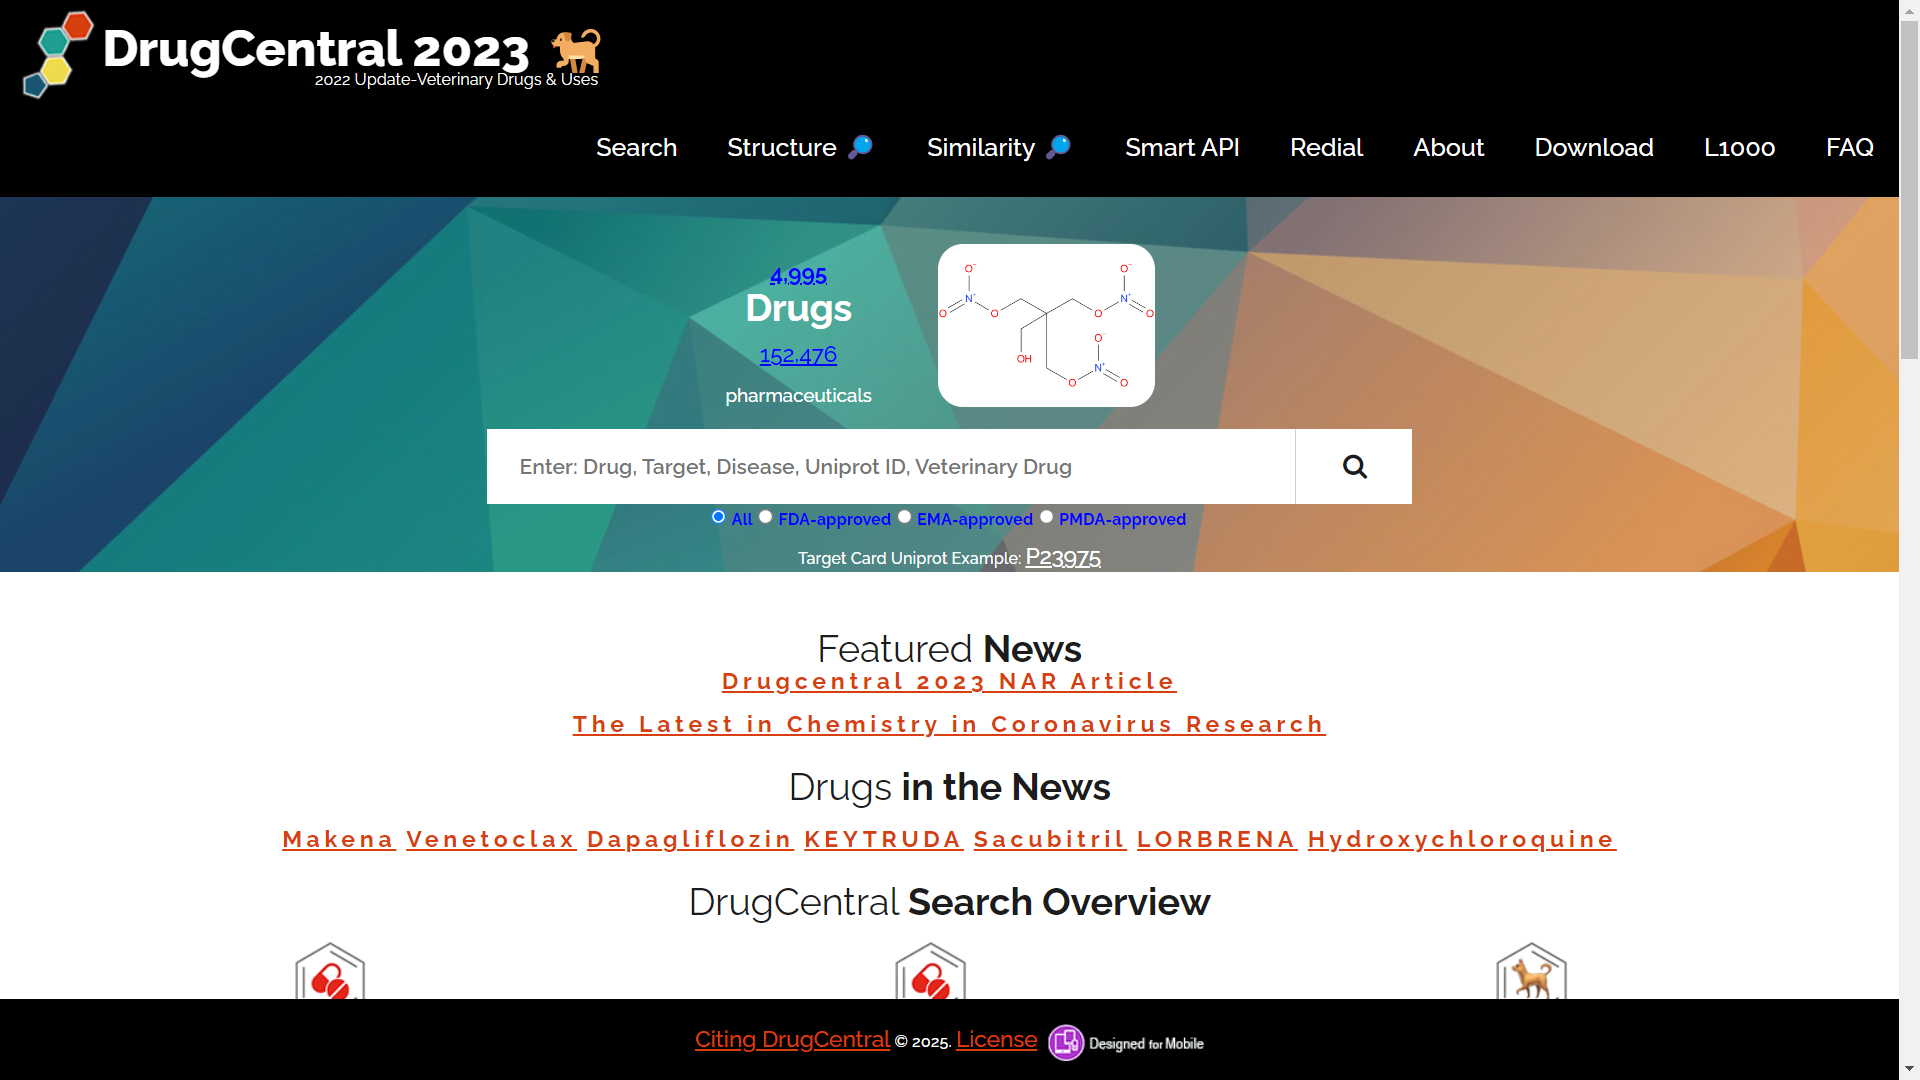 DrugCentral 2023
2022 Update-Veterinary Drugs & Uses
Search Structure Similarity Smart API Redial About Download L1000 FAQ
4,995
Drugs
152,476
pharmaceuticals
O⁻ O⁻
N⁺ N⁺
O O O O
O⁻
OH N⁺
O O
Enter: Drug, Target, Disease, Uniprot ID, Veterinary Drug
All FDA-approved EMA-approved PMDA-approved
Target Card Uniprot Example: P23975
Featured News
Drugcentral 2023 NAR Article
The Latest in Chemistry in Coronavirus Research
Drugs in the News
Makena Venetoclax Dapagliflozin KEYTRUDA Sacubitril LORBRENA Hydroxychloroquine
DrugCentral Search Overview
Citing DrugCentral © 2025. License Designed for Mobile